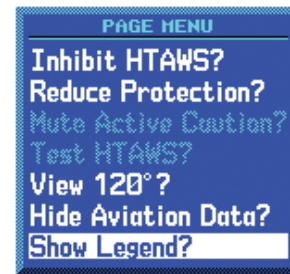 PAGE MENU
Inhibit HTAWS?
Reduce Protection?
Mute Active Caution?
Test HTAWS?
View 120°?
Hide Aviation Data?
Show Legend?